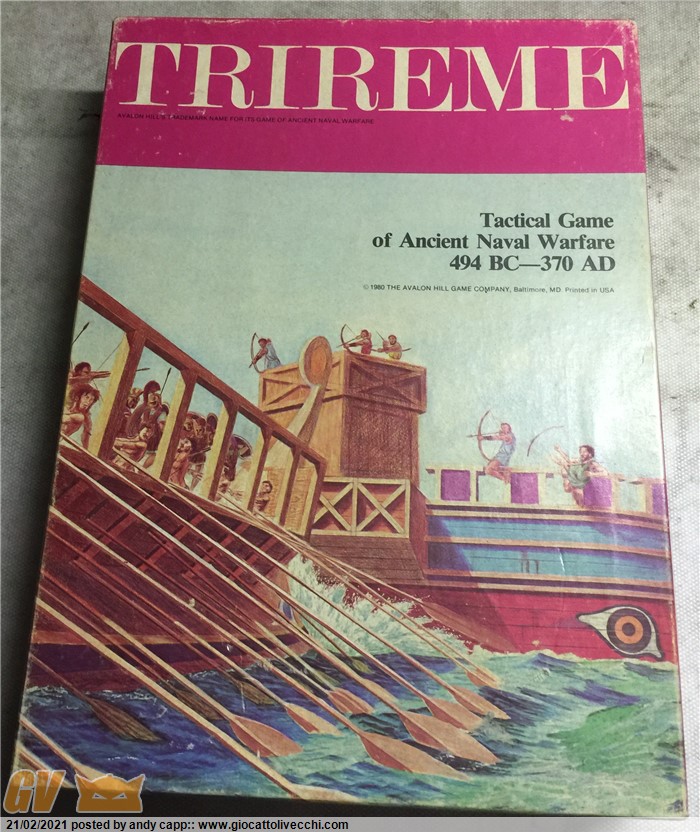 TRIREME
AVALON HILL'S TRADEMARK NAME FOR ITS GAME OF ANCIENT NAVAL WARFARE
Tactical Game
of Ancient Naval Warfare
494 BC—370 AD
© 1980 THE AVALON HILL GAME COMPANY, Baltimore, MD. Printed in USA
GV
21/02/2021 posted by andy capp:: www.giocattolivecchi.com